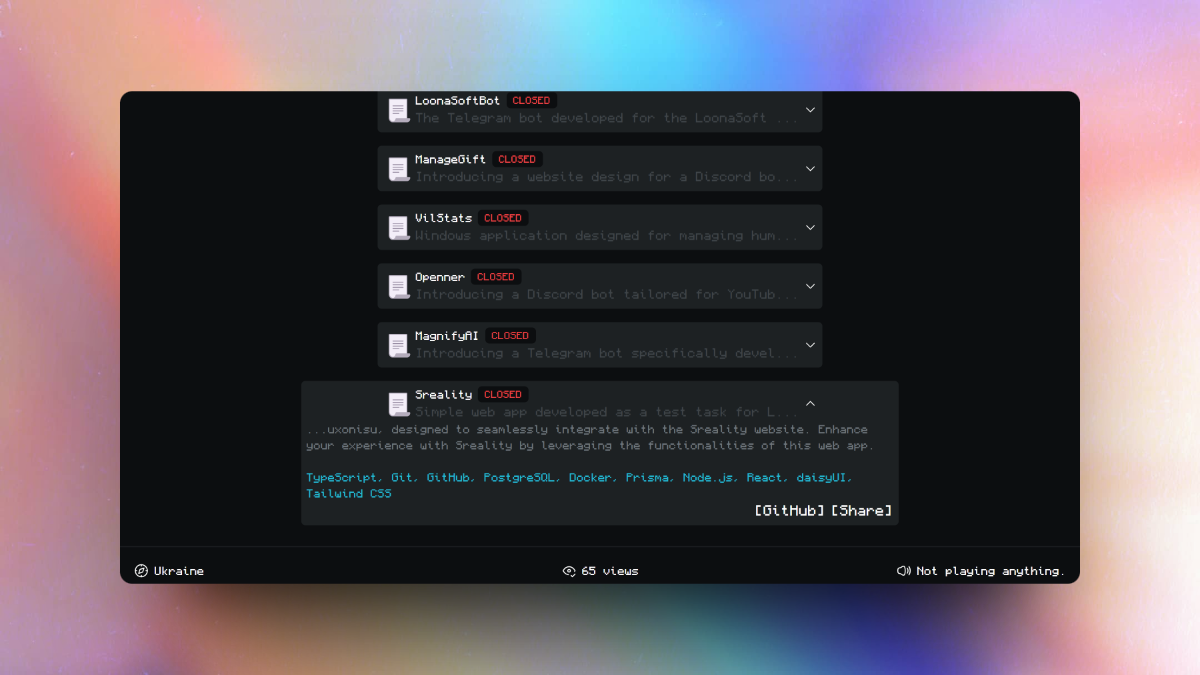 LoonaSoftBot CLOSED
The Telegram bot developed for the LoonaSoft ...
ManageGift CLOSED
Introducing a website design for a Discord bo...
VilStats CLOSED
Windows application designed for managing hum...
Openner CLOSED
Introducing a Discord bot tailored for YouTub...
MagnifyAI CLOSED
Introducing a Telegram bot specifically devel...
Sreality CLOSED
Simple web app developed as a test task for L...
...uxonisu, designed to seamlessly integrate with the Sreality website. Enhance
your experience with Sreality by leveraging the functionalities of this web app.
TypeScript, Git, GitHub, PostgreSQL, Docker, Prisma, Node.js, React, daisyUI,
Tailwind CSS
[GitHub] [Share]
Ukraine 65 views Not playing anything.